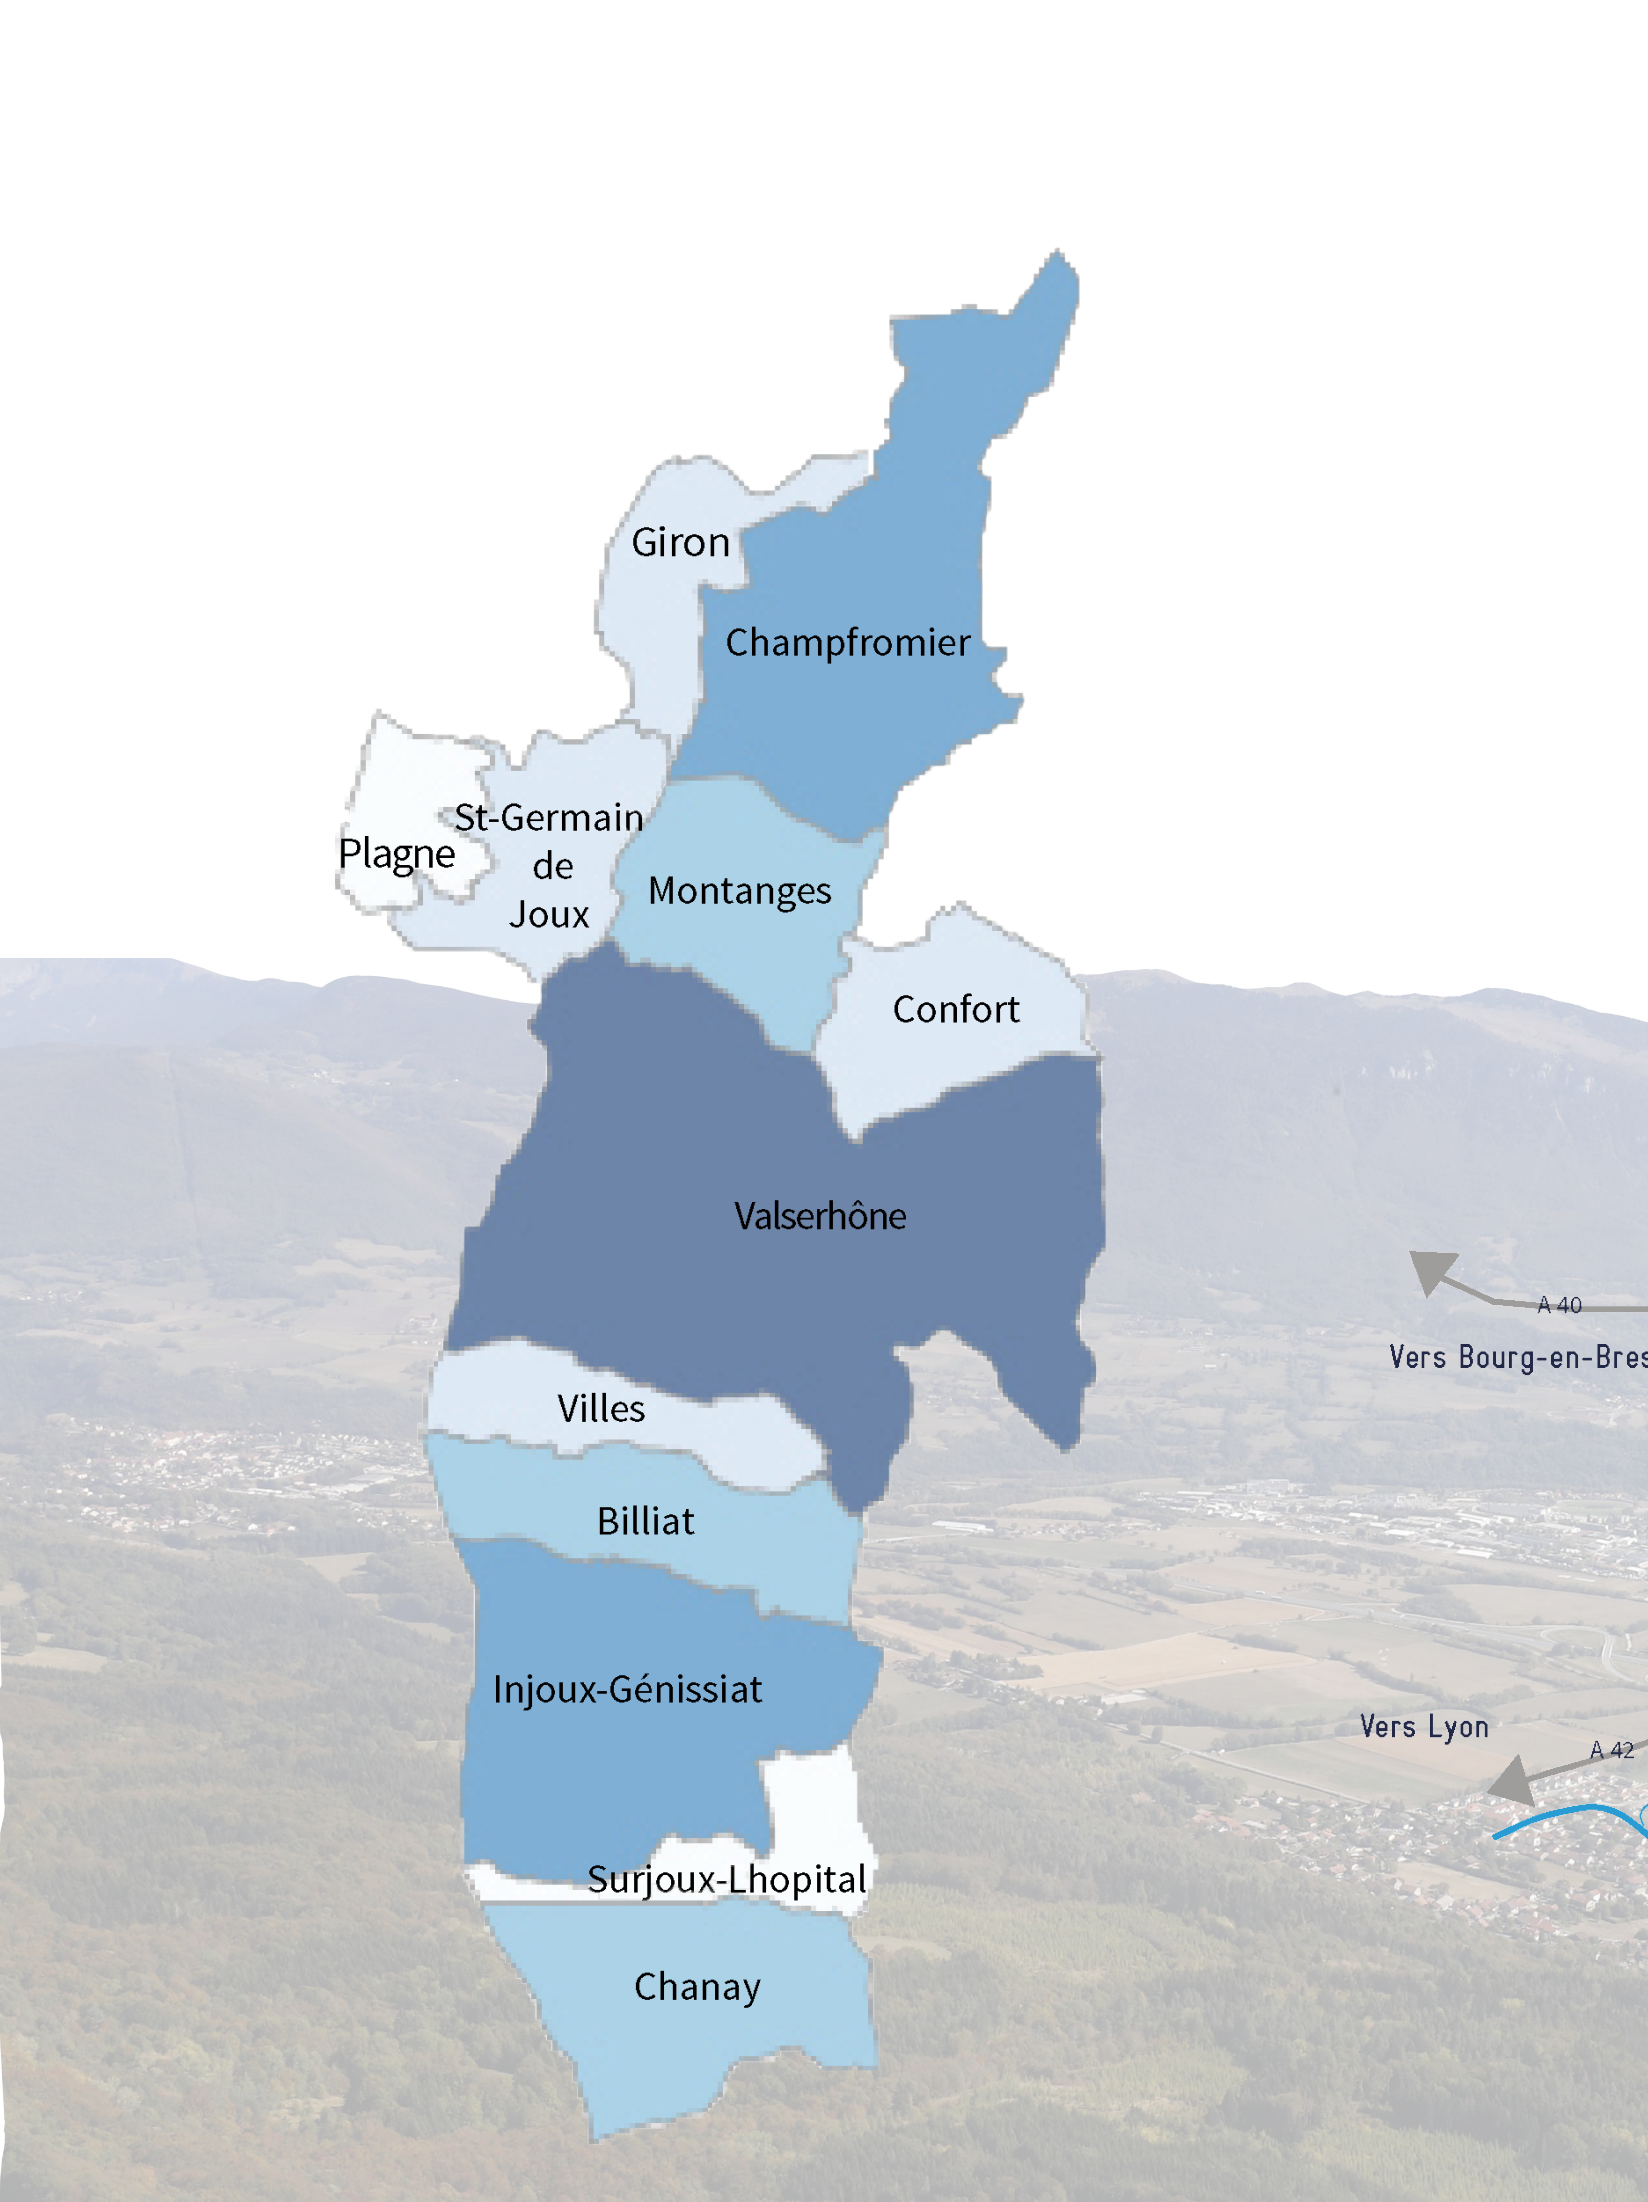 Giron
Champfromier
St-Germain
de
Joux
Plagne
Montanges
Confort
Valserhône
A 40
Vers Bourg-en-Bres
Villes
Billiat
Injoux-Génissiat
Vers Lyon
A 42
Surjoux-Lhopital
Chanay